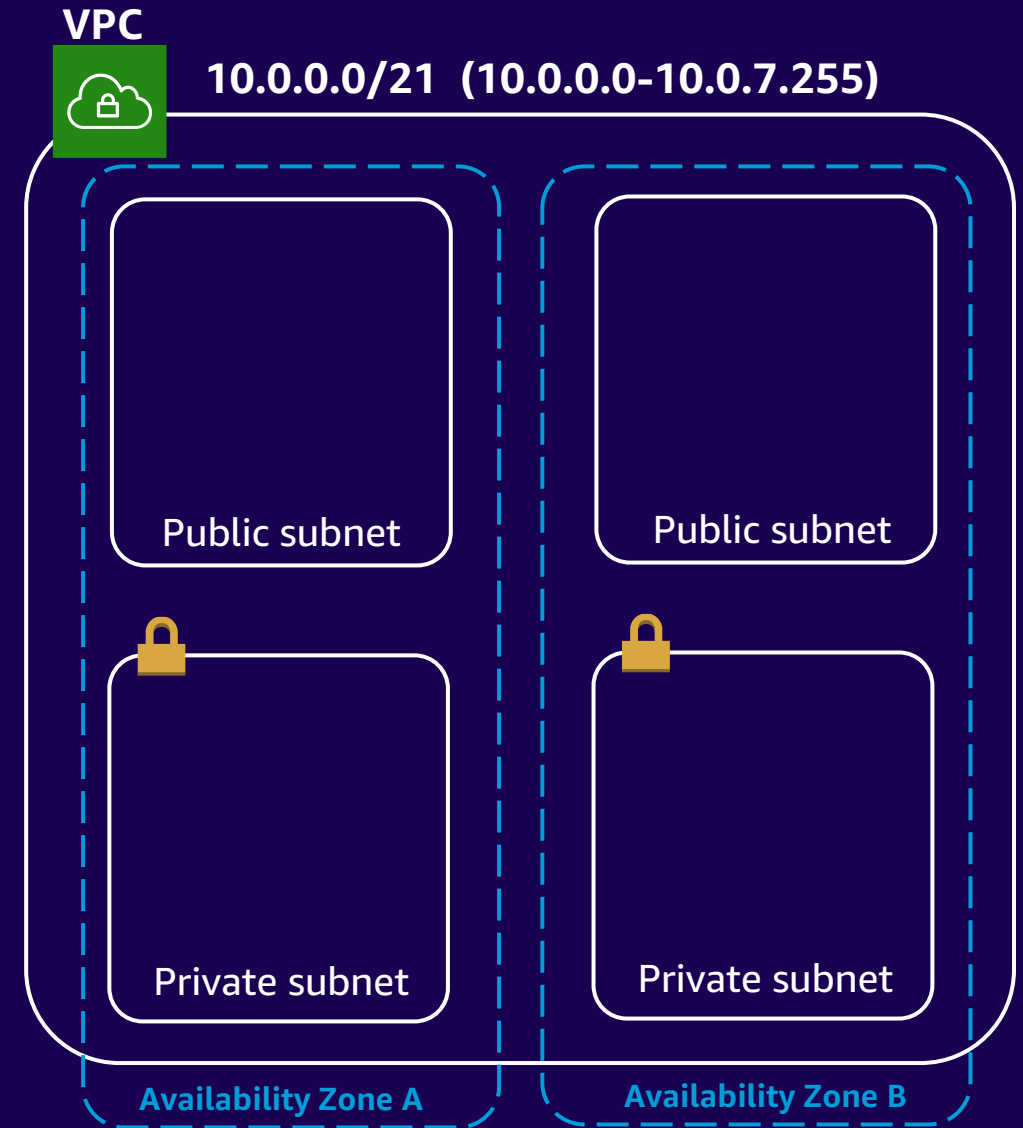 VPC
10.0.0.0/21 (10.0.0.0-10.0.7.255)
Public subnet
Public subnet
Private subnet
Private subnet
Availability Zone A
Availability Zone B